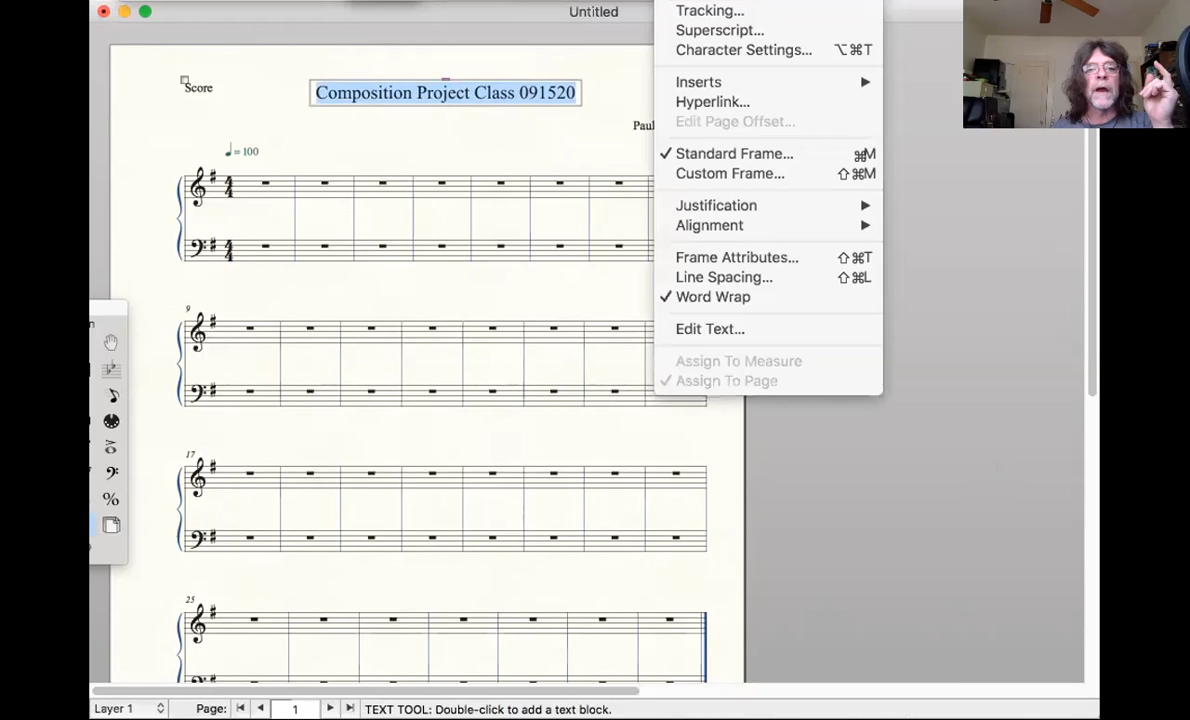 Untitled
Tracking...
Superscript...
Character Settings... ⌥⌘T
Inserts
Hyperlink...
Edit Page Offset...
Standard Frame... ⌘M
Custom Frame... ⇧⌘M
Justification
Alignment
Frame Attributes... ⇧⌘T
Line Spacing... ⇧⌘L
Word Wrap
Edit Text...
Assign To Measure
Assign To Page
Score
Composition Project Class 091520
Paul
= 100
9
17
25
Layer 1
Page:
1
TEXT TOOL: Double-click to add a text block.